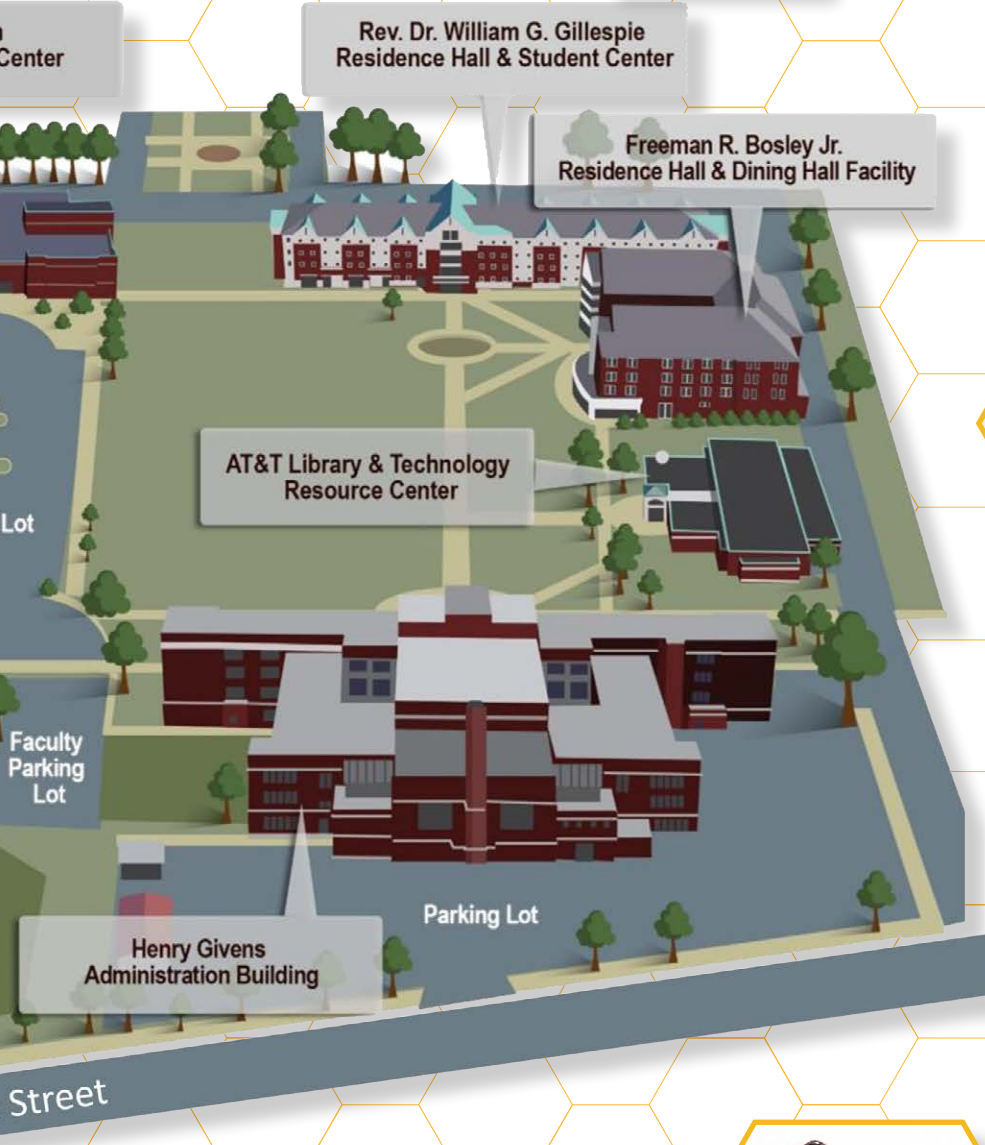 Center
Rev. Dr. William G. Gillespie
Residence Hall & Student Center
Freeman R. Bosley Jr.
Residence Hall & Dining Hall Facility
AT&T Library & Technology
Resource Center
Lot
Faculty
Parking
Lot
Parking Lot
Henry Givens
Administration Building
Street